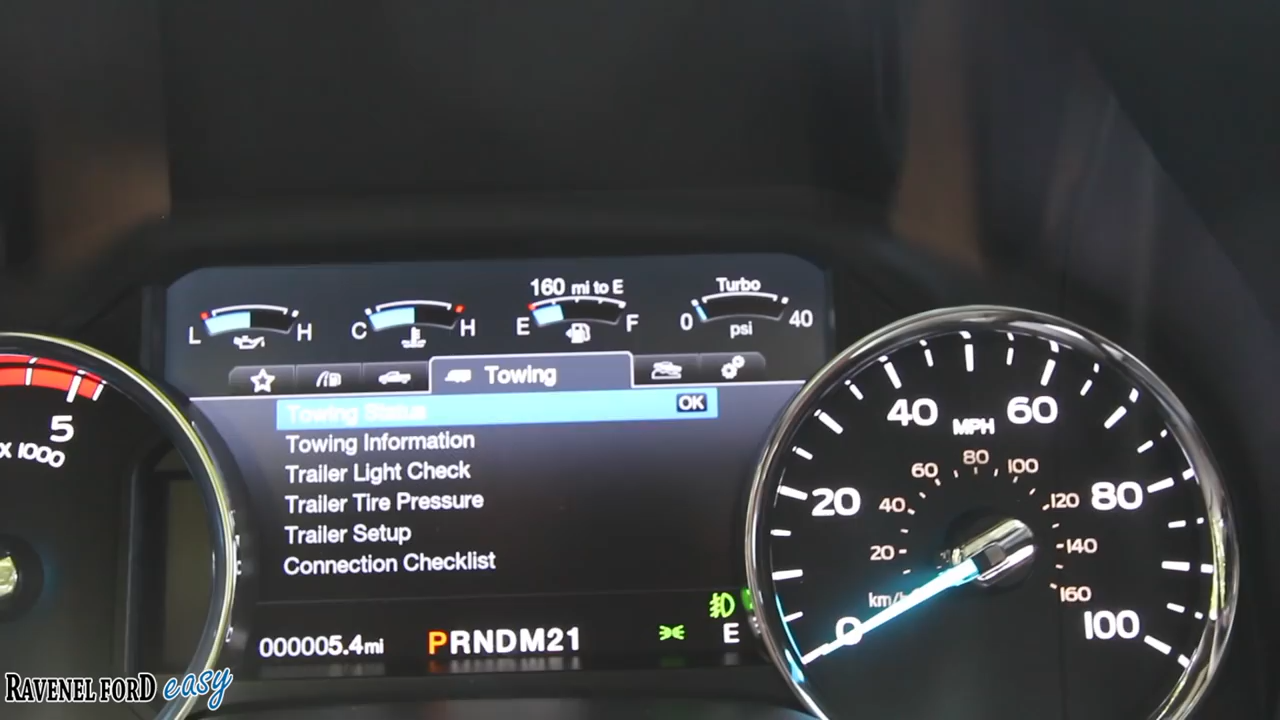 160 mi to E
Turbo
L H
C H
E F
0 40
psi
Towing
Towing Status OK
Towing Information
Trailer Light Check
Trailer Tire Pressure
Trailer Setup
Connection Checklist
000005.4mi PRNDM21 E
5
X 1000
MPH
0 20 40 60 80 100
km/h
20 40 60 80 100 120 140 160
RAVENEL FORD easy